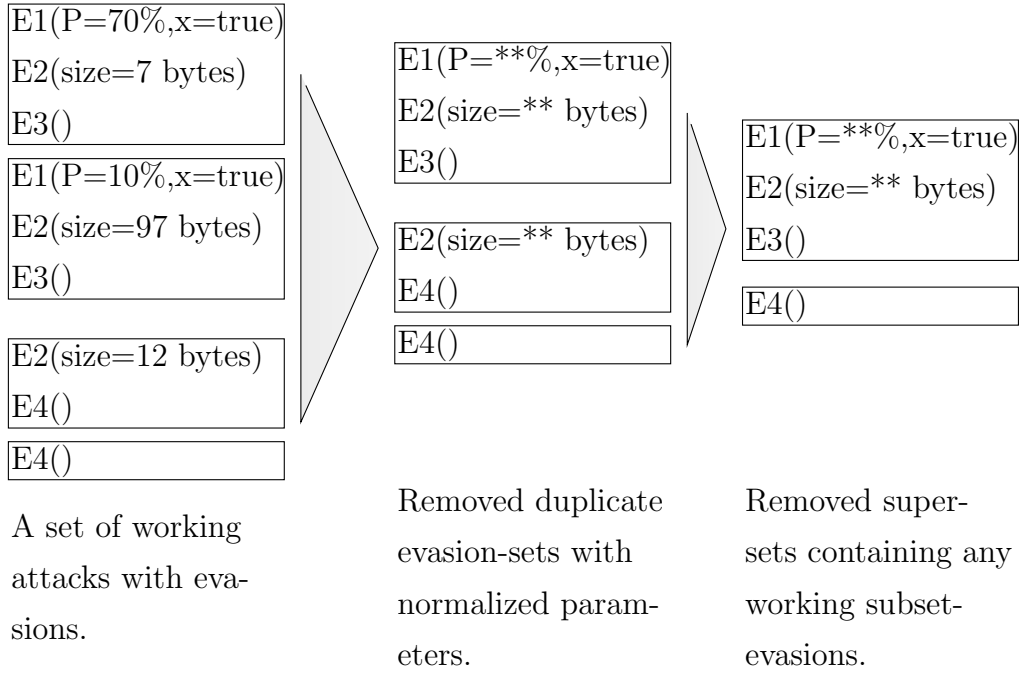 E1(P=70%,x=true)
E2(size=7 bytes)
E3()
E1(P=10%,x=true)
E2(size=97 bytes)
E3()
E2(size=12 bytes)
E4()
E4()
A set of working
attacks with eva-
sions.
E1(P=**%,x=true)
E2(size=** bytes)
E3()
E2(size=** bytes)
E4()
E4()
Removed duplicate
evasion-sets with
normalized param-
eters.
E1(P=**%,x=true)
E2(size=** bytes)
E3()
E4()
Removed super-
sets containing any
working subset-
evasions.